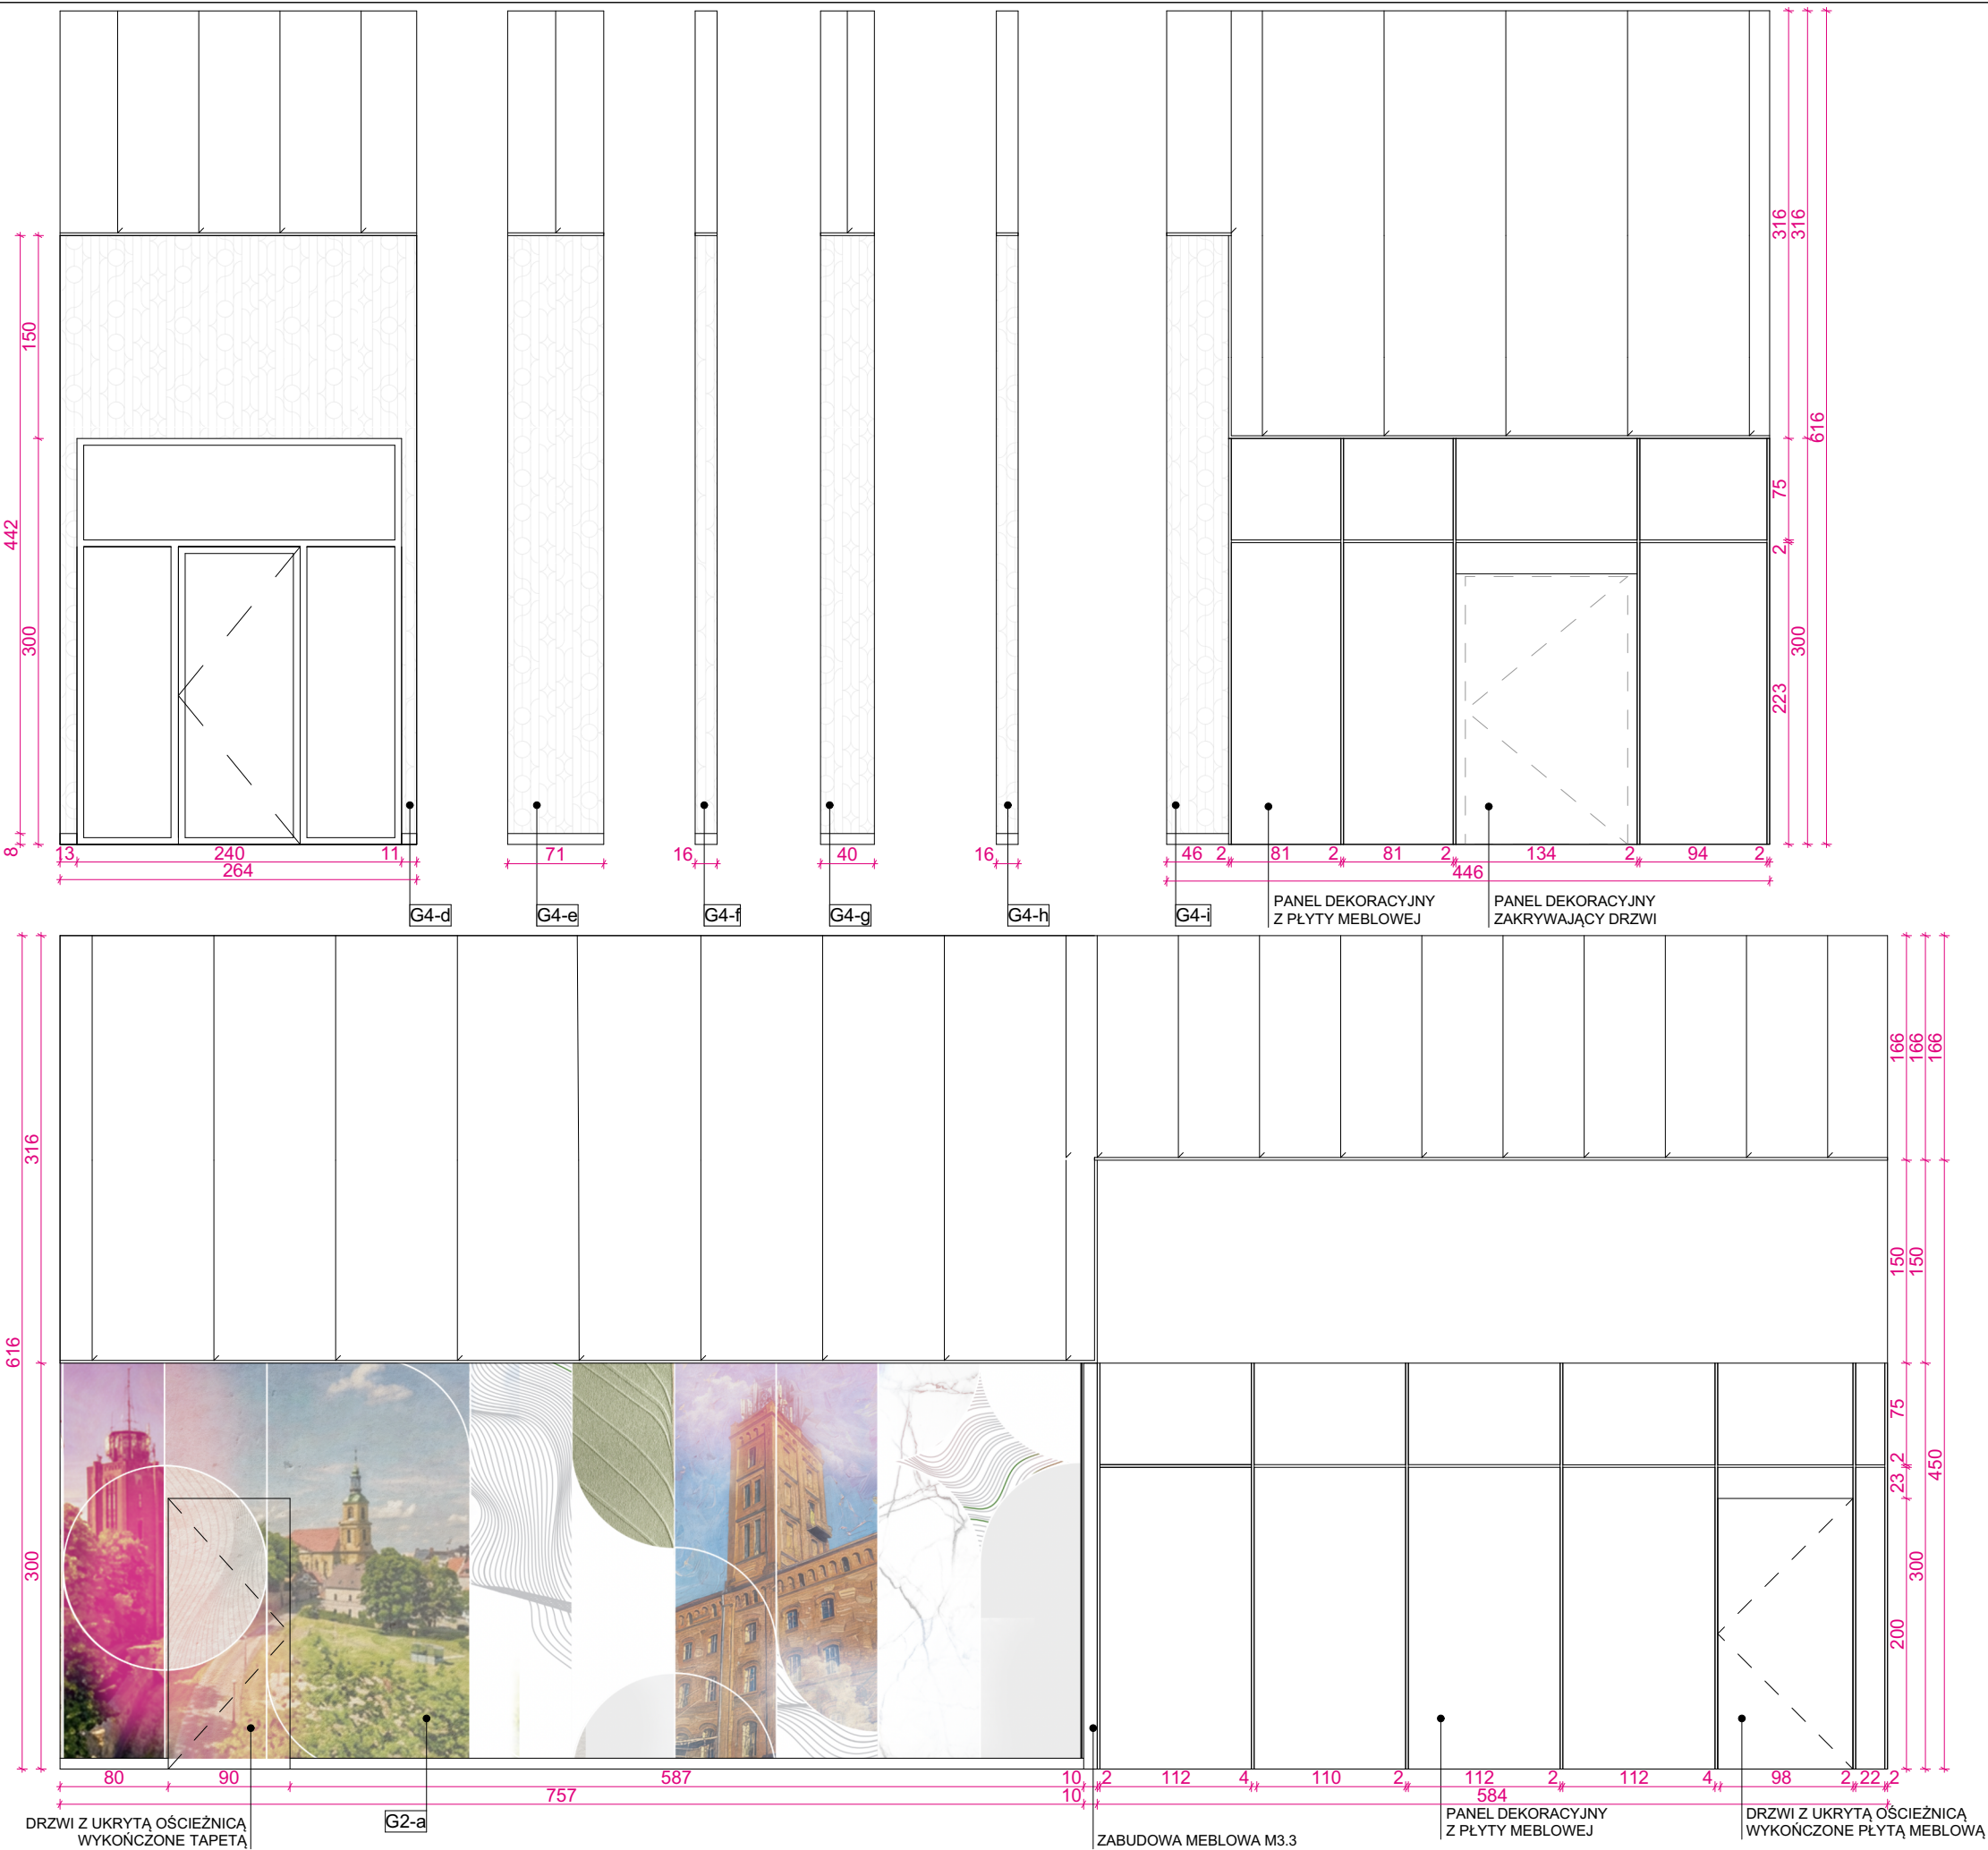 316
316
616
150
442
300
8
75
2
300
223
13 240 11
264
71
16
40
16
46 2 81 2 81 2 134 2 94 2
446
G4-d
G4-e
G4-f
G4-g
G4-h
G4-i
PANEL DEKORACYJNY
Z PŁYTY MEBLOWEJ
PANEL DEKORACYJNY
ZAKRYWAJĄCY DRZWI
316
616
300
166
166
166
150
150
75
2
23
450
300
200
80 90 587 10 2 112 4 110 2 112 2 112 4 98 2 22 2
757 10 584
DRZWI Z UKRYTĄ OŚCIEŻNICĄ
WYKOŃCZONE TAPETĄ
G2-a
ZABUDOWA MEBLOWA M3.3
PANEL DEKORACYJNY
Z PŁYTY MEBLOWEJ
DRZWI Z UKRYTĄ OŚCIEŻNICĄ
WYKOŃCZONE PŁYTĄ MEBLOWĄ